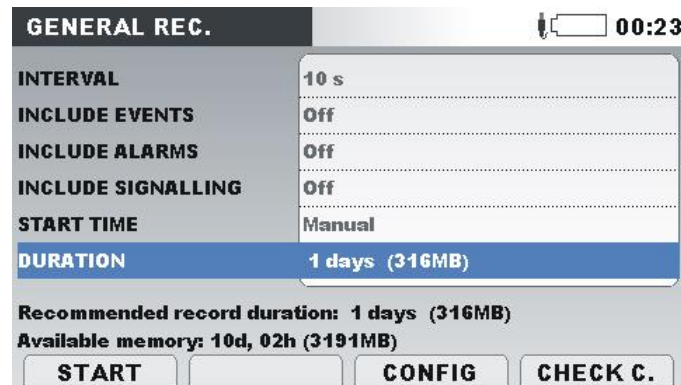 GENERAL REC. 00:23
INTERVAL 10 s
INCLUDE EVENTS Off
INCLUDE ALARMS Off
INCLUDE SIGNALLING Off
START TIME Manual
DURATION 1 days (316MB)
Recommended record duration: 1 days (316MB)
Available memory: 10d, 02h (3191MB)
START CONFIG CHECK C.